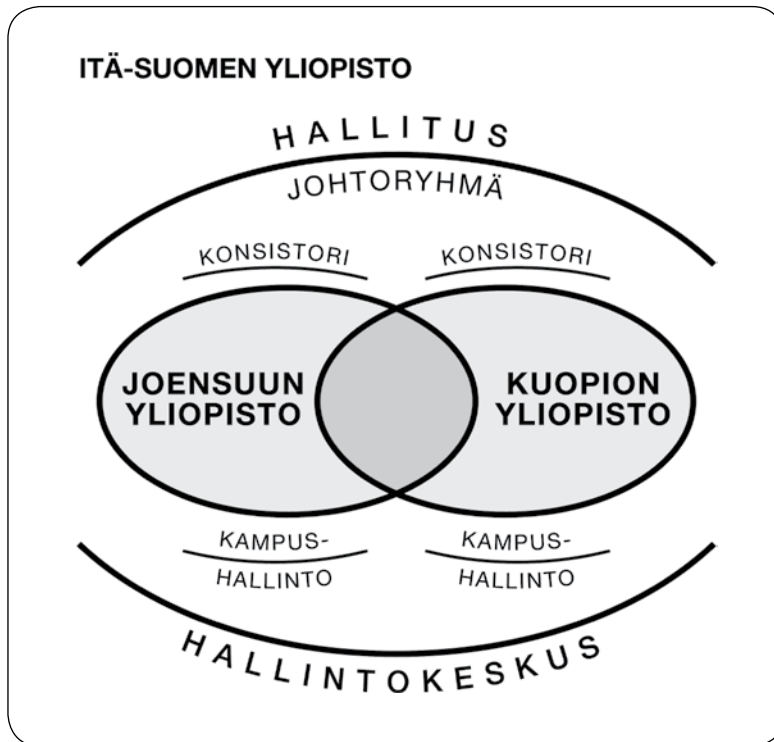 ITÄ-SUOMEN YLIOPISTO
HALLITUS
JOHTORYHMÄ
KONSISTORI
KONSISTORI
JOENSUUN
YLIOPISTO
KUOPION
YLIOPISTO
KAMPUS-
HALLINTO
KAMPUS-
HALLINTO
HALLINTOKESKUS